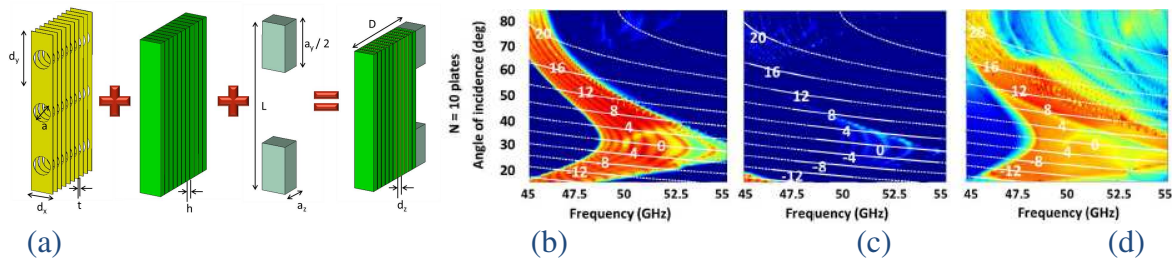 d_y
a
d_x
t
h
L
a_y / 2
a_z
D
d_z
(a)
N = 10 plates
Angle of incidence (deg)
80
70
60
50
40
30
20
20
16
12
8
4
0
-4
-8
-12
45 47.5 50 52.5 55
Frequency (GHz)
(b)
20
16
12
8
4
0
-4
-8
-12
45 47.5 50 52.5 55
Frequency (GHz)
(c)
20
16
12
8
4
0
-4
-8
-12
45 47.5 50 52.5 55
Frequency (GHz)
(d)